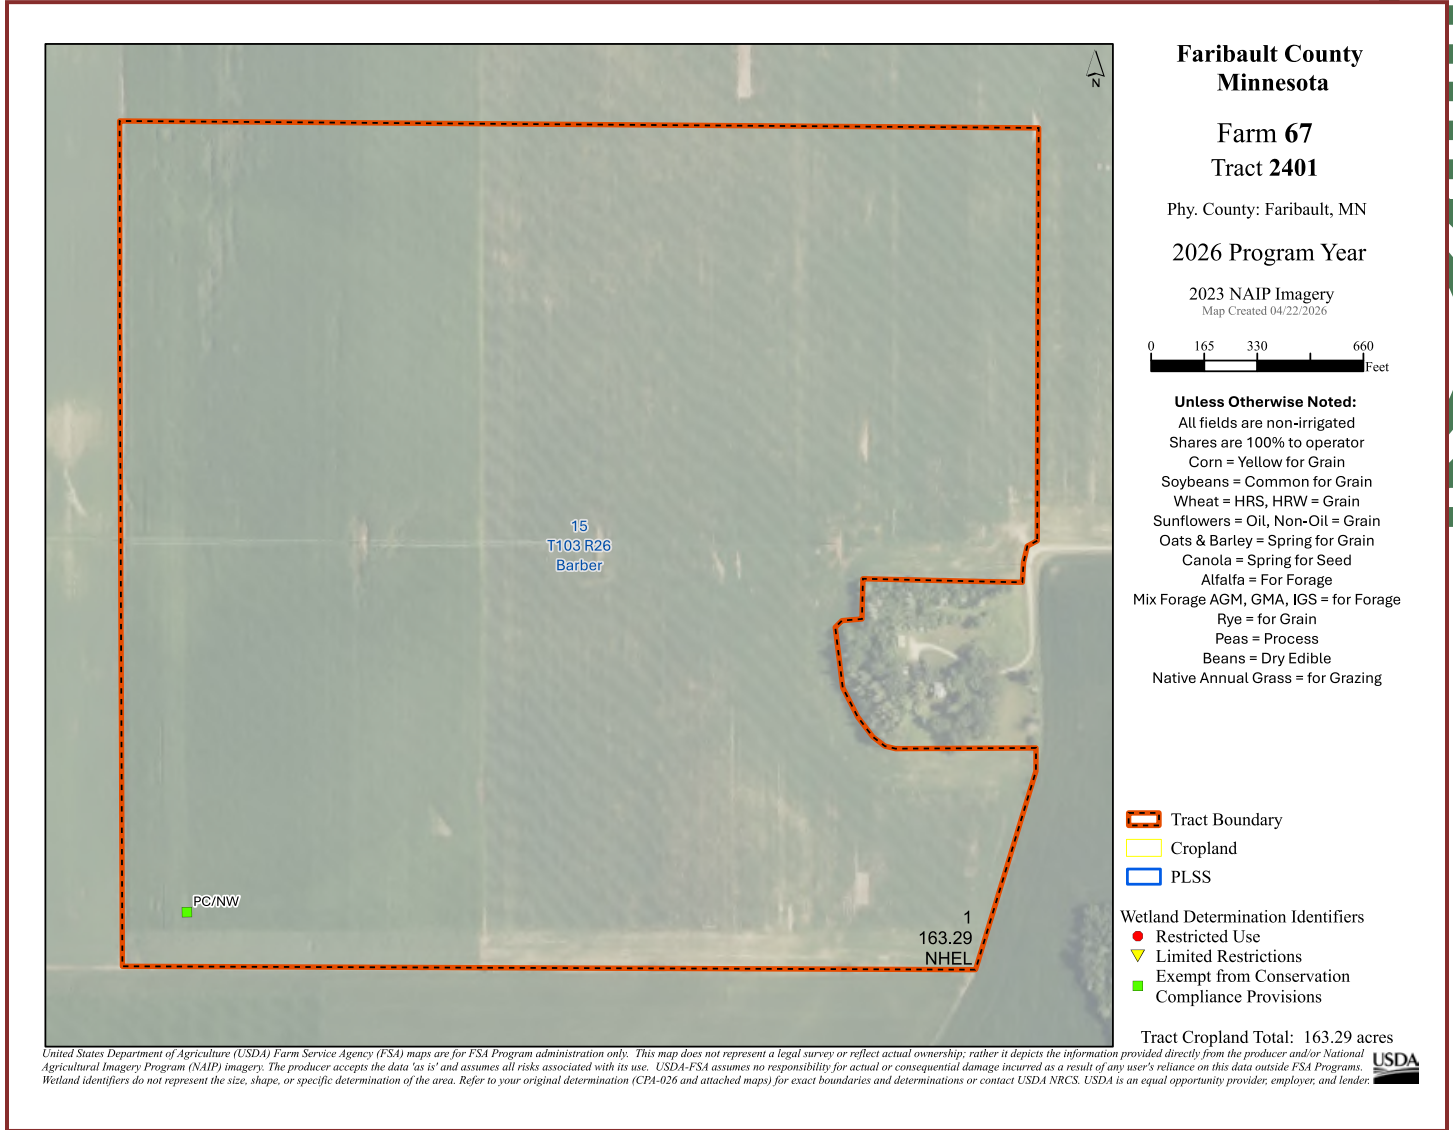 N
15
T103 R26
Barber
PC/NW
1
163.29
NHEL
Faribault County
Minnesota
Farm 67
Tract 2401
Phy. County: Faribault, MN
2026 Program Year
2023 NAIP Imagery
Map Created 04/22/2026
0 165 330 660
Feet
Unless Otherwise Noted:
All fields are non-irrigated
Shares are 100% to operator
Corn = Yellow for Grain
Soybeans = Common for Grain
Wheat = HRS, HRW = Grain
Sunflowers = Oil, Non-Oil = Grain
Oats & Barley = Spring for Grain
Canola = Spring for Seed
Alfalfa = For Forage
Mix Forage AGM, GMA, IGS = for Forage
Rye = for Grain
Peas = Process
Beans = Dry Edible
Native Annual Grass = for Grazing
Tract Boundary
Cropland
PLSS
Wetland Determination Identifiers
Restricted Use
Limited Restrictions
Exempt from Conservation
Compliance Provisions
Tract Cropland Total: 163.29 acres
United States Department of Agriculture (USDA) Farm Service Agency (FSA) maps are for FSA Program administration only. This map does not represent a legal survey or reflect actual ownership; rather it depicts the information provided directly from the producer and/or National
Agricultural Imagery Program (NAIP) imagery. The producer accepts the data 'as is' and assumes all risks associated with its use. USDA-FSA assumes no responsibility for actual or consequential damage incurred as a result of any user's reliance on this data outside FSA Programs.
Wetland identifiers do not represent the size, shape, or specific determination of the area. Refer to your original determination (CPA-026 and attached maps) for exact boundaries and determinations or contact USDA NRCS. USDA is an equal opportunity provider, employer, and lender.
USDA